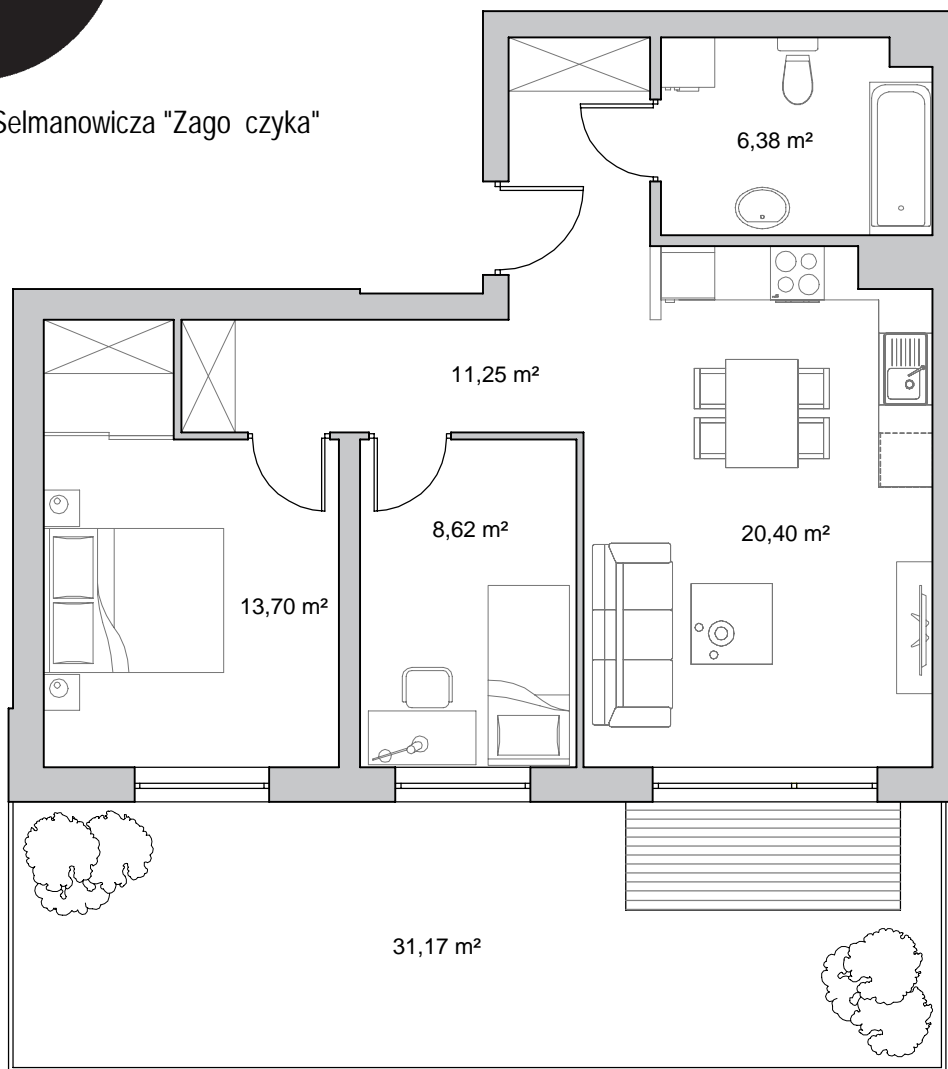 Selmanowicza "Zago czyka"
6,38 m²
11,25 m²
8,62 m²
20,40 m²
13,70 m²
31,17 m²